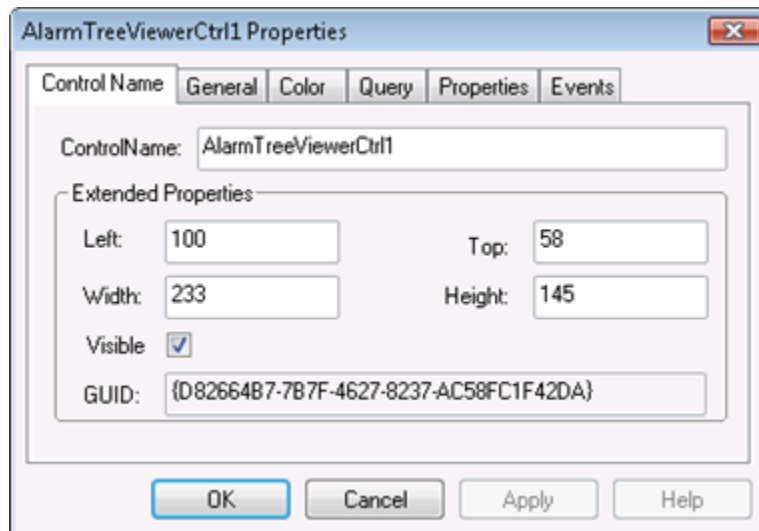 AlarmTreeViewerCtrl1 Properties
Control Name General Color Query Properties Events
ControlName: AlarmTreeViewerCtrl1
Extended Properties
Left: 100 Top: 58
Width: 233 Height: 145
Visible
GUID: {D82664B7-7B7F-4627-8237-AC58FC1F42DA}
OK Cancel Apply Help